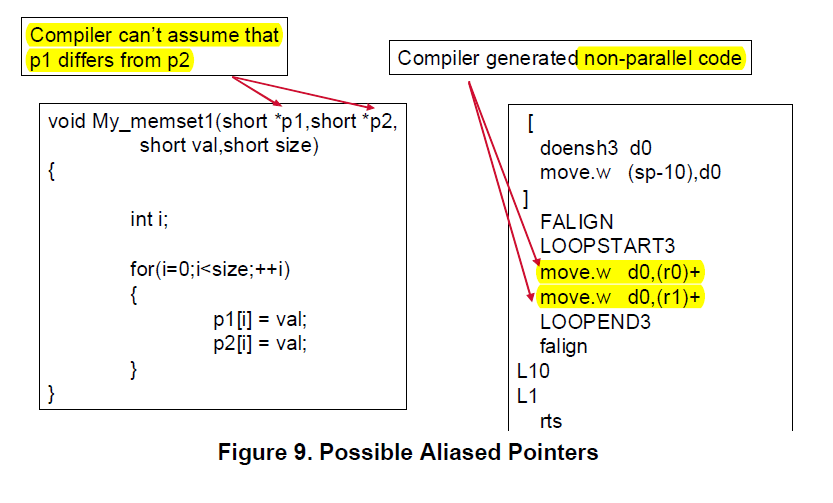 Compiler can't assume that
p1 differs from p2
Compiler generated non-parallel code
void My_memset1(short *p1,short *p2,
short val,short size)
{
int i;
for(i=0;i<size;++i)
{
p1[i] = val;
p2[i] = val;
}
}
[
doensh3 d0
move.w (sp-10),d0
]
FALIGN
LOOPSTART3
move.w d0,(r0)+
move.w d0,(r1)+
LOOPEND3
falign
L10
L1
rts
Figure 9. Possible Aliased Pointers